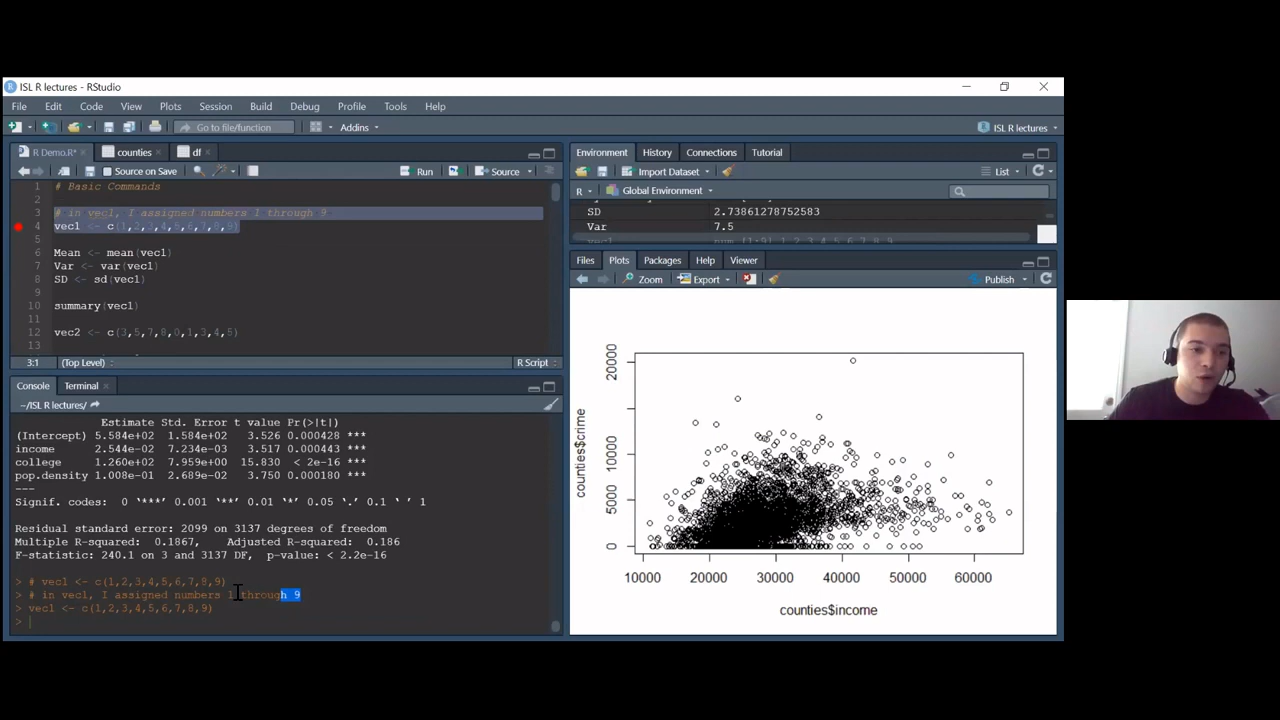 ISL R lectures - RStudio
File Edit Code View Plots Session Build Debug Profile Tools Help
Go to file/function Addins ISL R lectures
R Demo.R* counties df
Source on Save Run Source
1 # Basic Commands
2
3 # in vec1, I assigned numbers 1 through 9
4 vec1 <- c(1,2,3,4,5,6,7,8,9)
5
6 Mean <- mean(vec1)
7 Var <- var(vec1)
8 SD <- sd(vec1)
9
10 summary(vec1)
11
12 vec2 <- c(3,5,7,8,0,1,3,4,5)
13
3:1 (Top Level) R Script
Console Terminal
~/ISL R lectures/
Estimate Std. Error t value Pr(>|t|)
(Intercept) 5.584e+02 1.584e+02 3.526 0.000428 ***
income 2.544e-02 7.234e-03 3.517 0.000443 ***
college 1.260e+02 7.959e+00 15.830 < 2e-16 ***
pop.density 1.008e-01 2.689e-02 3.750 0.000180 ***
---
Signif. codes: 0 ‘***’ 0.001 ‘**’ 0.01 ‘*’ 0.05 ‘.’ 0.1 ‘ ’ 1
Residual standard error: 2099 on 3137 degrees of freedom
Multiple R-squared: 0.1867, Adjusted R-squared: 0.186
F-statistic: 240.1 on 3 and 3137 DF, p-value: < 2.2e-16
> # vec1 <- c(1,2,3,4,5,6,7,8,9)
> # in vec1, I assigned numbers 1 through 9
> vec1 <- c(1,2,3,4,5,6,7,8,9)
>
Environment History Connections Tutorial
Import Dataset List
R Global Environment
SD 2.73861278752583
Var 7.5
Files Plots Packages Help Viewer
Zoom Export Publish
counties$crime
20000
10000
5000
0
10000 20000 30000 40000 50000 60000
counties$income